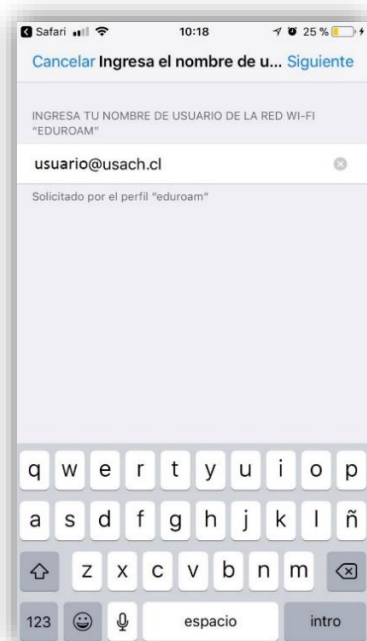 Safari 10:18 25 %
Cancelar Ingresa el nombre de u... Siguiente
INGRESA TU NOMBRE DE USUARIO DE LA RED WI-FI
"EDUROAM"
usuario@usach.cl
Solicitado por el perfil "eduroam"
q w e r t y u i o p
a s d f g h j k l ñ
z x c v b n m
123 espacio intro